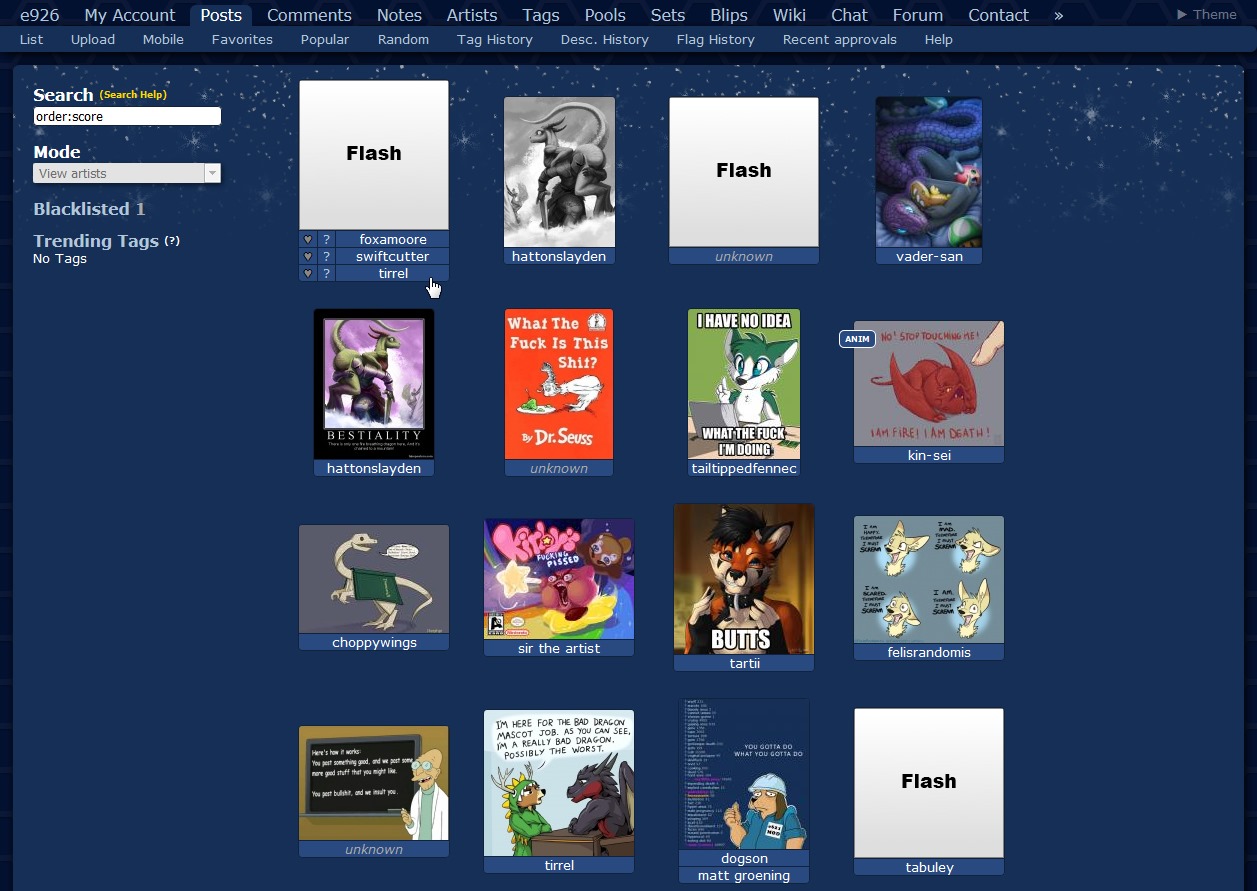 e926 My Account Posts Comments Notes Artists Tags Pools Sets Blips Wiki Chat Forum Contact » ▶ Theme
List Upload Mobile Favorites Popular Random Tag History Desc. History Flag History Recent approvals Help
Search (Search Help)
order:score
Mode
View artists
Blacklisted 1
Trending Tags (?)
No Tags
Flash
♥ ? foxamoore
♥ ? swiftcutter
♥ ? tirrel
hattonslayden
Flash
unknown
vader-san
BESTIALITY
hattonslayden
What The
Fuck Is This
Shit?
By Dr. Seuss
unknown
I HAVE NO IDEA
WHAT THE FUCK
I'M DOING
tailtippedfennec
ANIM
NO! STOP TOUCHING ME!
I AM FIRE! I AM DEATH!
kin-sei
choppywings
Kirby's
FUCKING
PISSED
Nintendo
sir the artist
BUTTS
tartii
I AM
HAPPY.
THEREFORE
I MUST
SCREAM
I AM
MAD.
THEREFORE
I MUST
SCREAM
I AM
SCARED.
THEREFORE
I MUST
SCREAM
I AM.
THEREFORE
I MUST
SCREAM
felisrandomis
Here's how it works:
You post something good, and we post some
more good stuff that you might like.
You post bullshit, and we insult you.
unknown
I'M HERE FOR THE BAD DRAGON
MASCOT JOB. AS YOU CAN SEE,
I'M A REALLY BAD DRAGON.
POSSIBLY THE WORST.
tirrel
YOU GOTTA DO
WHAT YOU GOTTA DO
e621
MOD
dogson
matt groening
Flash
tabuley